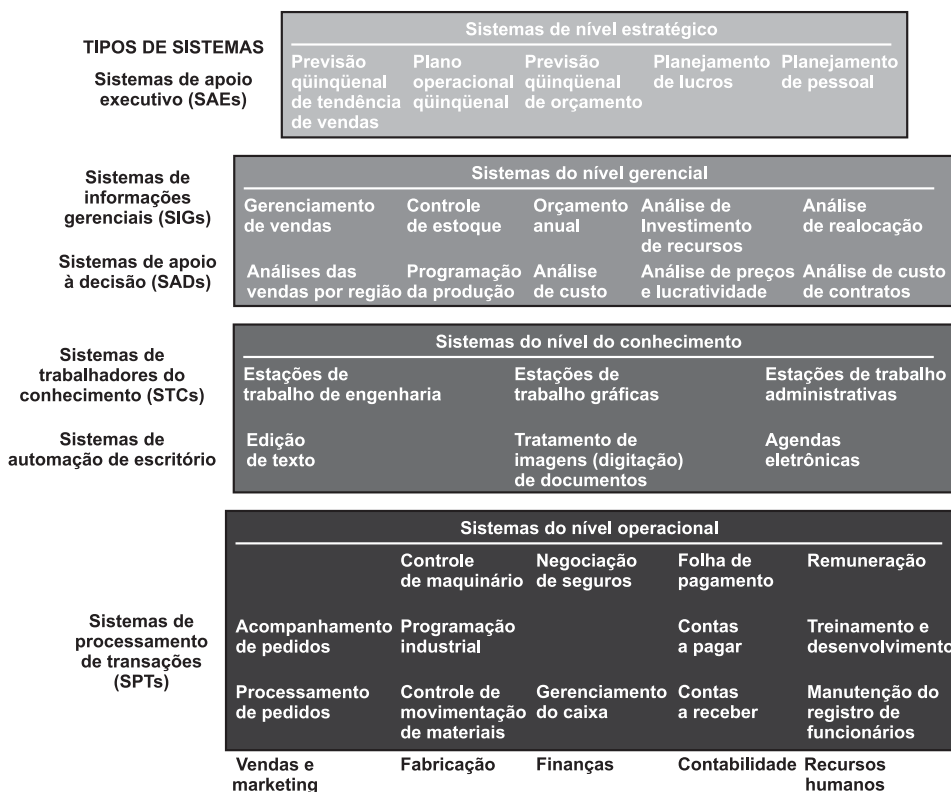 TIPOS DE SISTEMAS
Sistemas de apoio
executivo (SAEs)
Sistemas de nível estratégico
Previsão
qüinqüenal
de tendência
de vendas
Plano
operacional
qüinqüenal
Previsão
qüinqüenal
de orçamento
Planejamento
de lucros
Planejamento
de pessoal
Sistemas de
informações
gerenciais (SIGs)
Sistemas de apoio
à decisão (SADs)
Sistemas do nível gerencial
Gerenciamento
de vendas
Controle
de estoque
Orçamento
anual
Análise de
Investimento
de recursos
Análise
de realocação
Análises das
vendas por região
Programação
da produção
Análise
de custo
Análise de preços
e lucratividade
Análise de custo
de contratos
Sistemas de
trabalhadores do
conhecimento (STCs)
Sistemas de
automação de escritório
Sistemas do nível do conhecimento
Estações de
trabalho de engenharia
Estações de
trabalho gráficas
Estações de trabalho
administrativas
Edição
de texto
Tratamento de
imagens (digitação)
de documentos
Agendas
eletrônicas
Sistemas de
processamento
de transações
(SPTs)
Sistemas do nível operacional
Controle
de maquinário
Negociação
de seguros
Folha de
pagamento
Remuneração
Acompanhamento
de pedidos
Programação
industrial
Contas
a pagar
Treinamento e
desenvolvimento
Processamento
de pedidos
Controle de
movimentação
de materiais
Gerenciamento
do caixa
Contas
a receber
Manutenção do
registro de
funcionários
Vendas e
marketing
Fabricação
Finanças
Contabilidade
Recursos
humanos